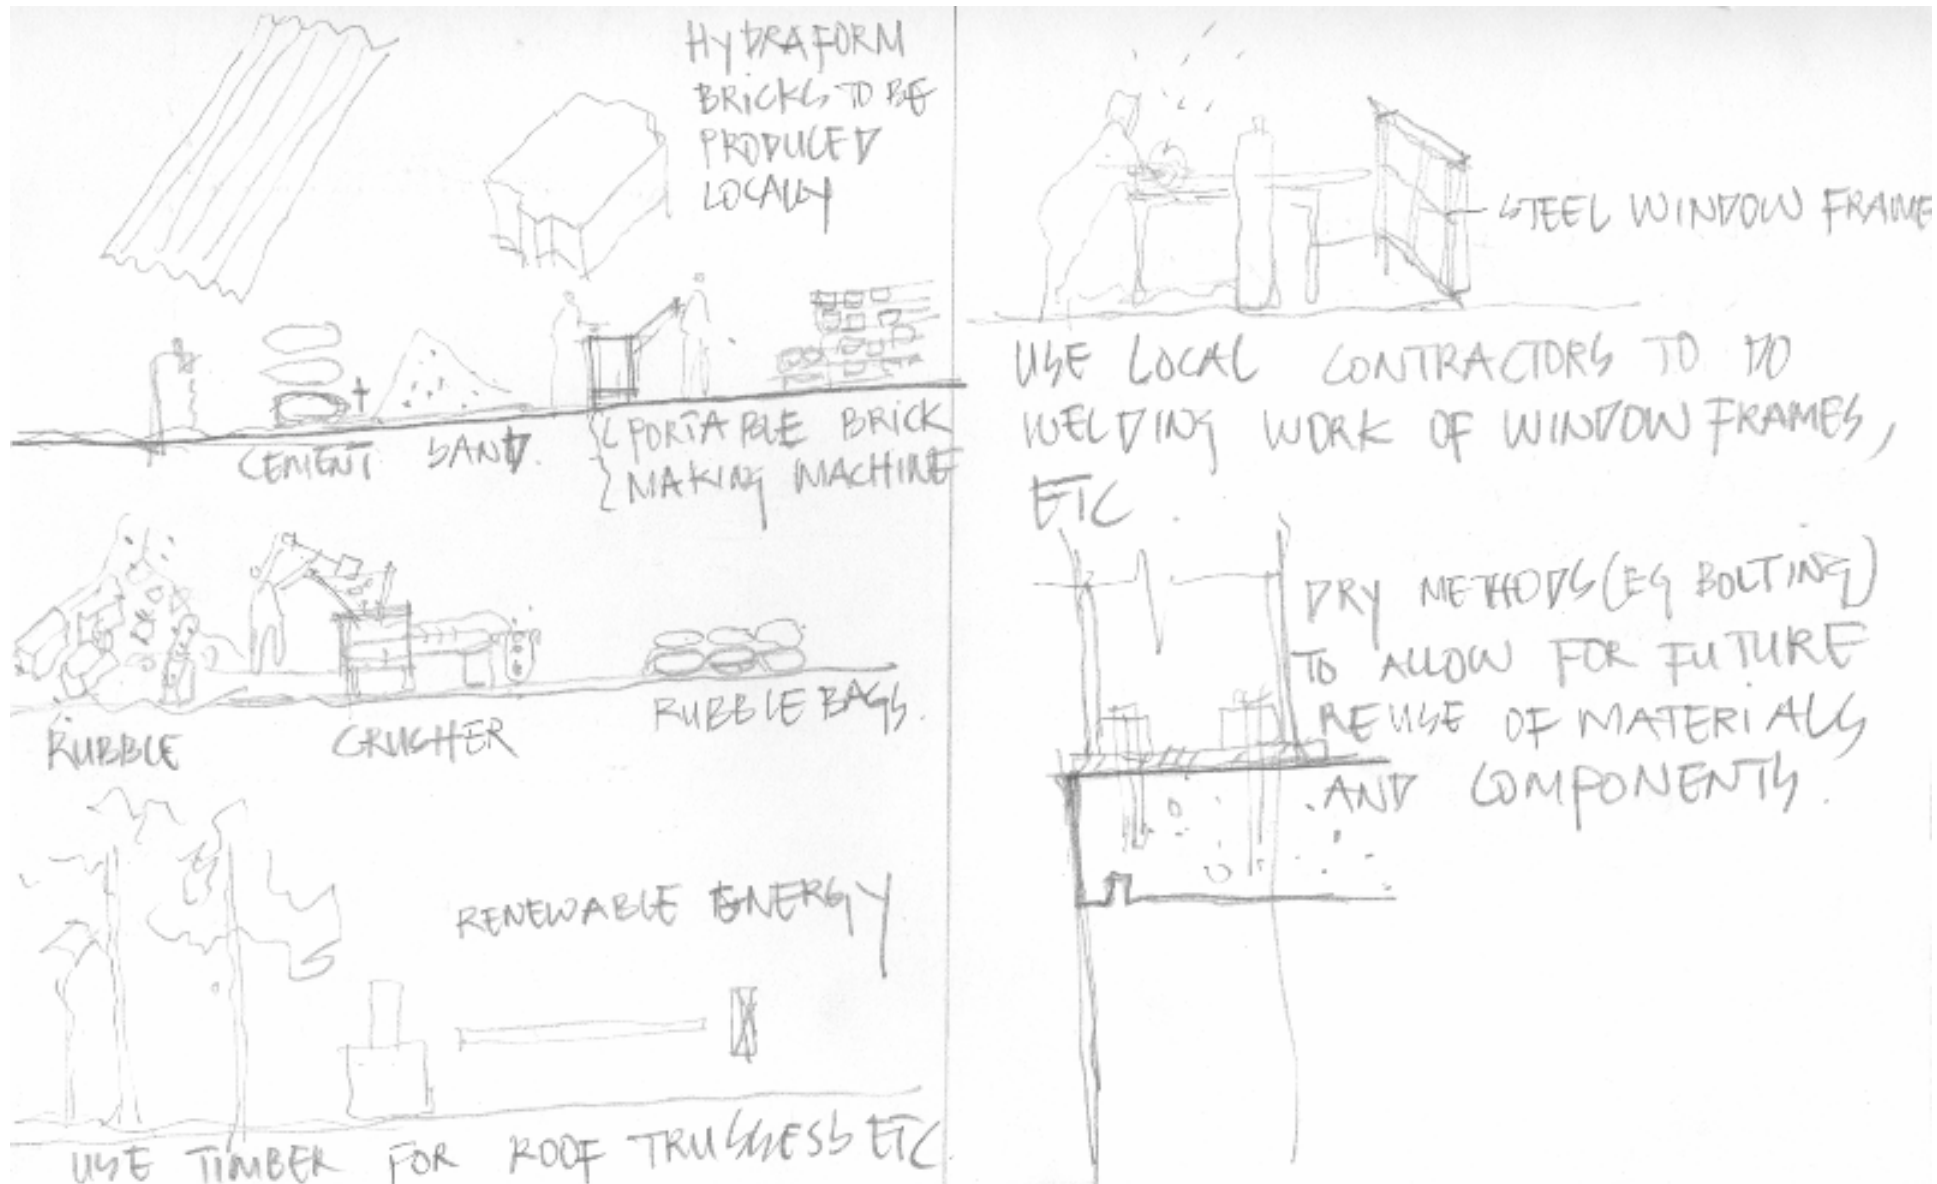 HYDRAFORM
BRICKS TO BE
PRODUCED
LOCALLY
CEMENT
+
SAND.
PORTABLE BRICK
MAKING MACHINE
RUBBLE
CRUSHER
RUBBLE BAGS.
RENEWABLE ENERGY
USE TIMBER FOR ROOF TRUSSESS ETC
STEEL WINDOW FRAME
USE LOCAL CONTRACTORS TO DO
WELDING WORK OF WINDOW FRAMES,
ETC.
DRY METHODS (EG BOLTING)
TO ALLOW FOR FUTURE
REUSE OF MATERIALS
AND COMPONENTS.